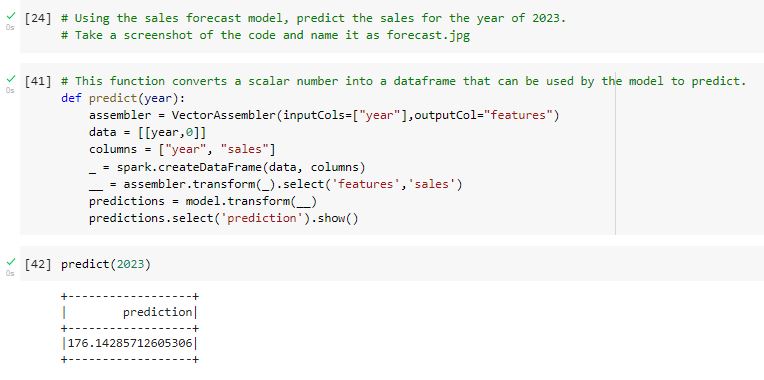 [24] # Using the sales forecast model, predict the sales for the year of 2023.
0s
# Take a screenshot of the code and name it as forecast.jpg
[41] # This function converts a scalar number into a dataframe that can be used by the model to predict.
0s
def predict(year):
    assembler = VectorAssembler(inputCols=["year"],outputCol="features")
    data = [[year,0]]
    columns = ["year", "sales"]
    _ = spark.createDataFrame(data, columns)
    __ = assembler.transform(_).select('features','sales')
    predictions = model.transform(__)
    predictions.select('prediction').show()
[42] predict(2023)
0s
+------------------+
|        prediction|
+------------------+
|176.14285712605306|
+------------------+